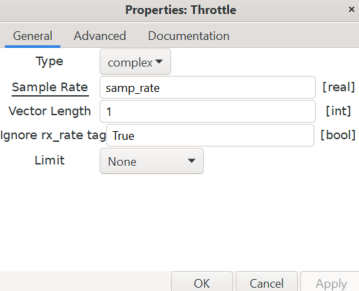 Properties: Throttle ×
General Advanced Documentation
Type complex
Sample Rate samp_rate [real]
Vector Length 1 [int]
Ignore rx_rate tag True [bool]
Limit None
OK Cancel Apply